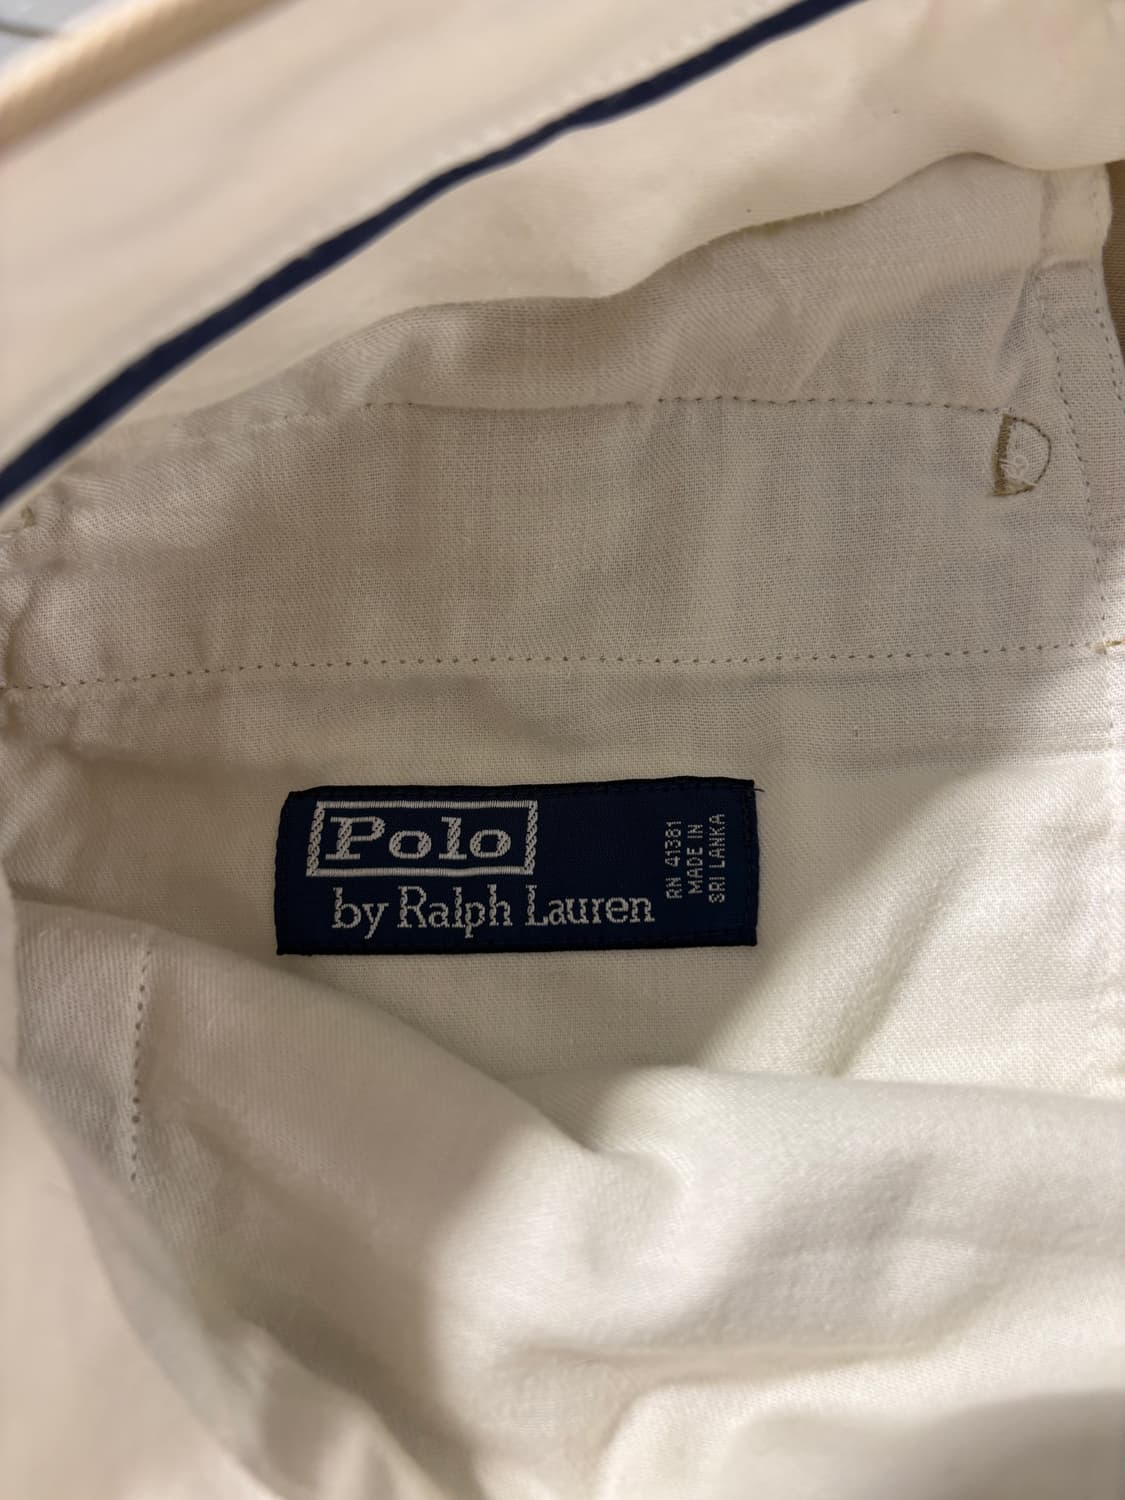 Polo
by Ralph Lauren
RN 41381
MADE IN
SRI LANKA